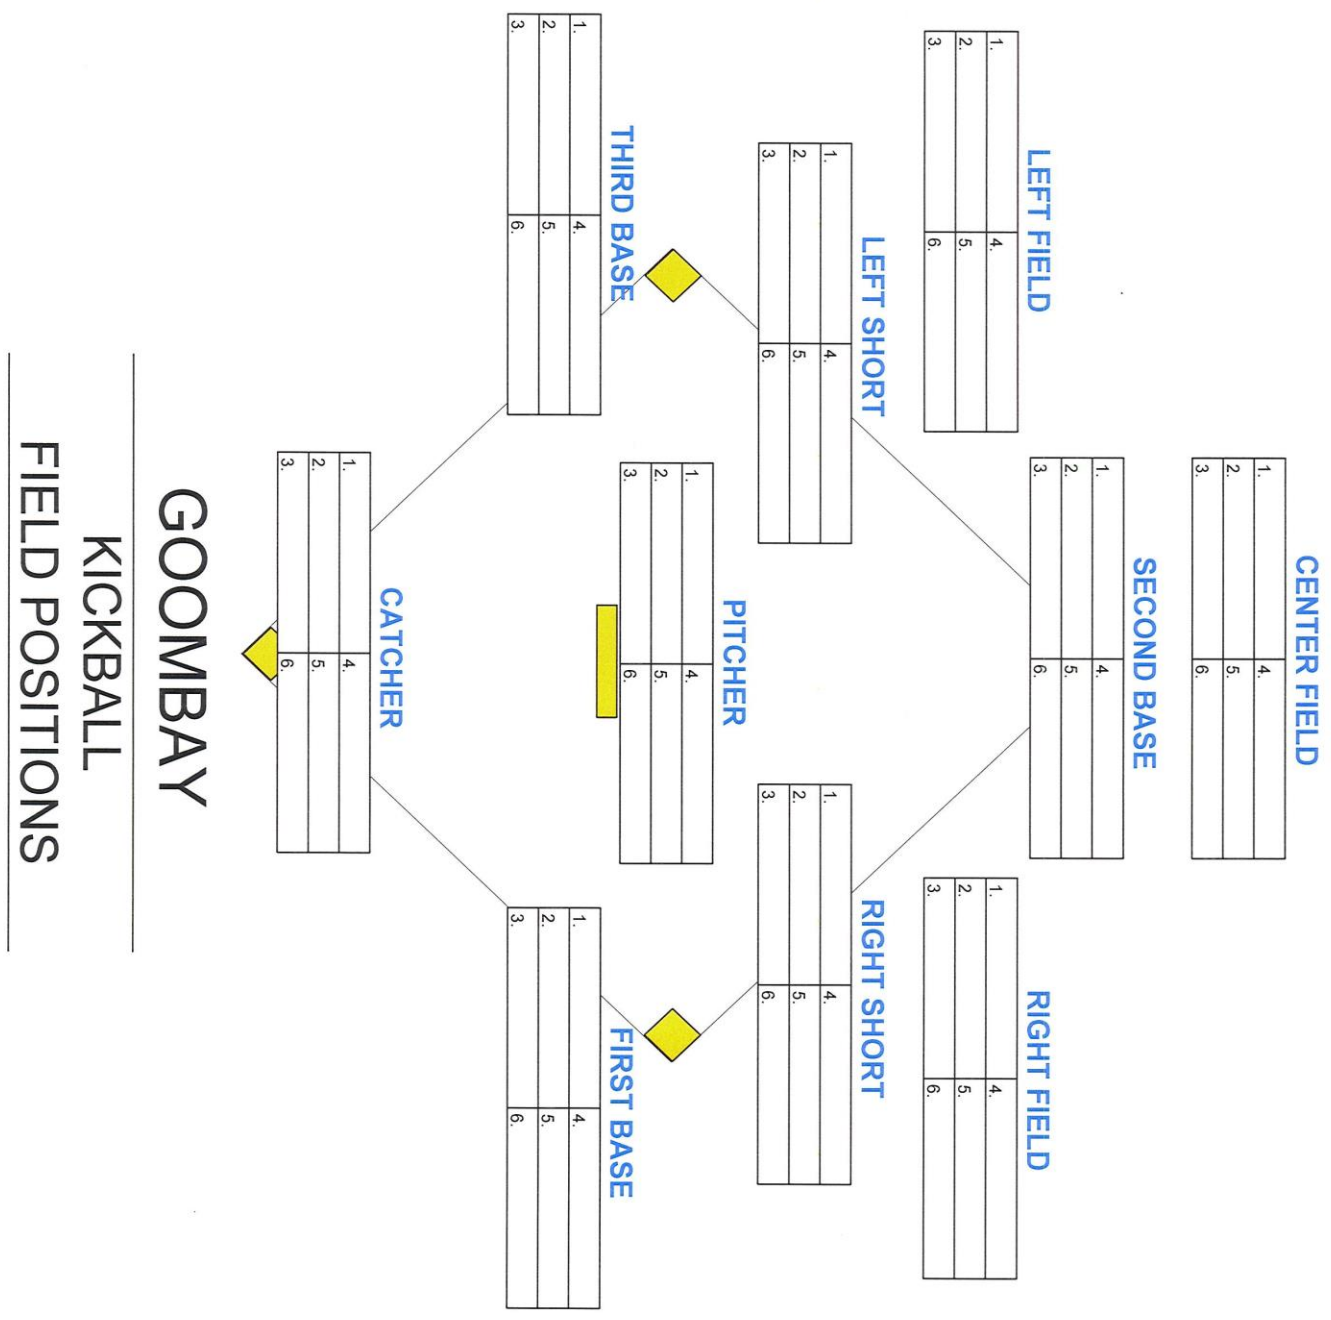 CENTER FIELD
1. 4.
2. 5.
3. 6.
SECOND BASE
1. 4.
2. 5.
3. 6.
LEFT FIELD
1. 4.
2. 5.
3. 6.
RIGHT FIELD
1. 4.
2. 5.
3. 6.
LEFT SHORT
1. 4.
2. 5.
3. 6.
RIGHT SHORT
1. 4.
2. 5.
3. 6.
PITCHER
1. 4.
2. 5.
3. 6.
THIRD BASE
1. 4.
2. 5.
3. 6.
FIRST BASE
1. 4.
2. 5.
3. 6.
CATCHER
1. 4.
2. 5.
3. 6.
GOOMBAY
KICKBALL
FIELD POSITIONS